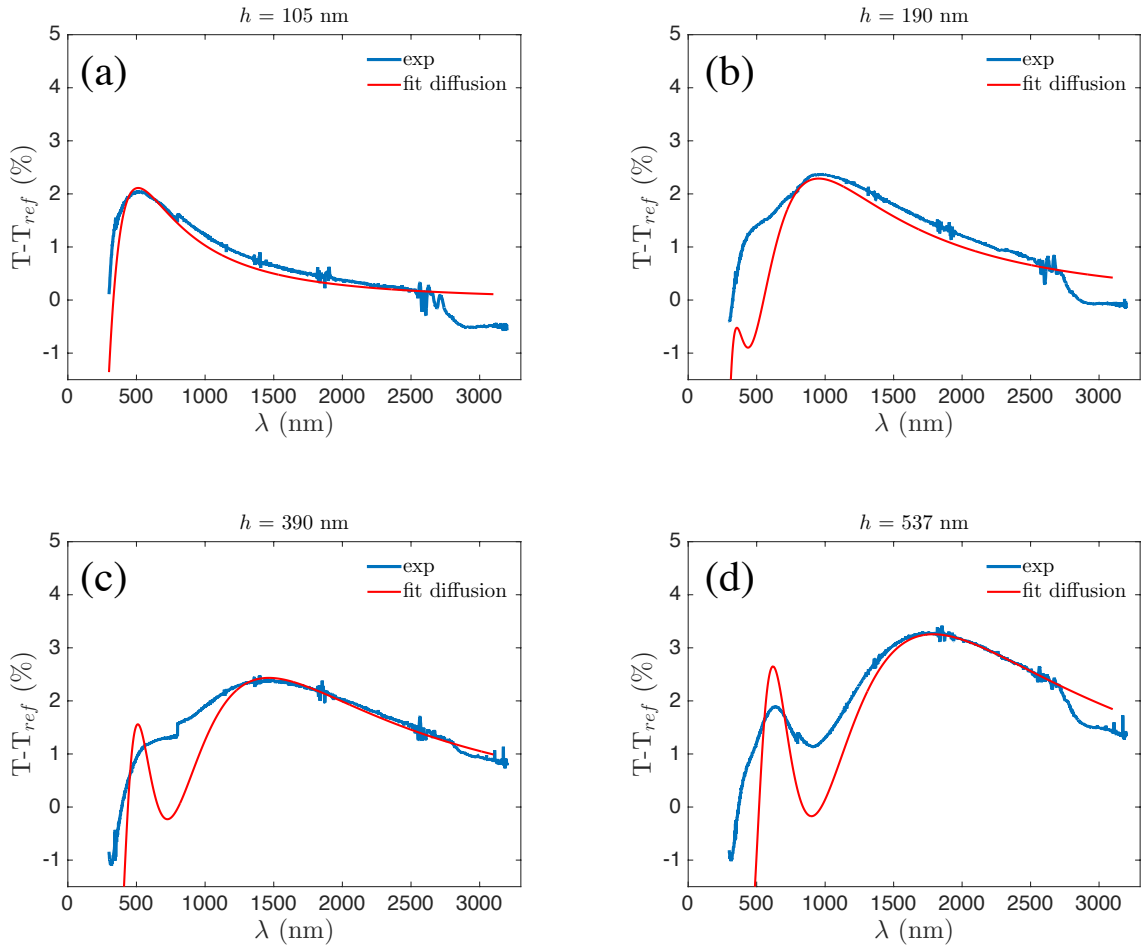 h = 105 nm
(a)
exp
fit diffusion
5
4
3
2
1
0
-1
T-T_ref (%)
0 500 1000 1500 2000 2500 3000
λ (nm)
h = 190 nm
(b)
exp
fit diffusion
5
4
3
2
1
0
-1
T-T_ref (%)
0 500 1000 1500 2000 2500 3000
λ (nm)
h = 390 nm
(c)
exp
fit diffusion
5
4
3
2
1
0
-1
T-T_ref (%)
0 500 1000 1500 2000 2500 3000
λ (nm)
h = 537 nm
(d)
exp
fit diffusion
5
4
3
2
1
0
-1
T-T_ref (%)
0 500 1000 1500 2000 2500 3000
λ (nm)